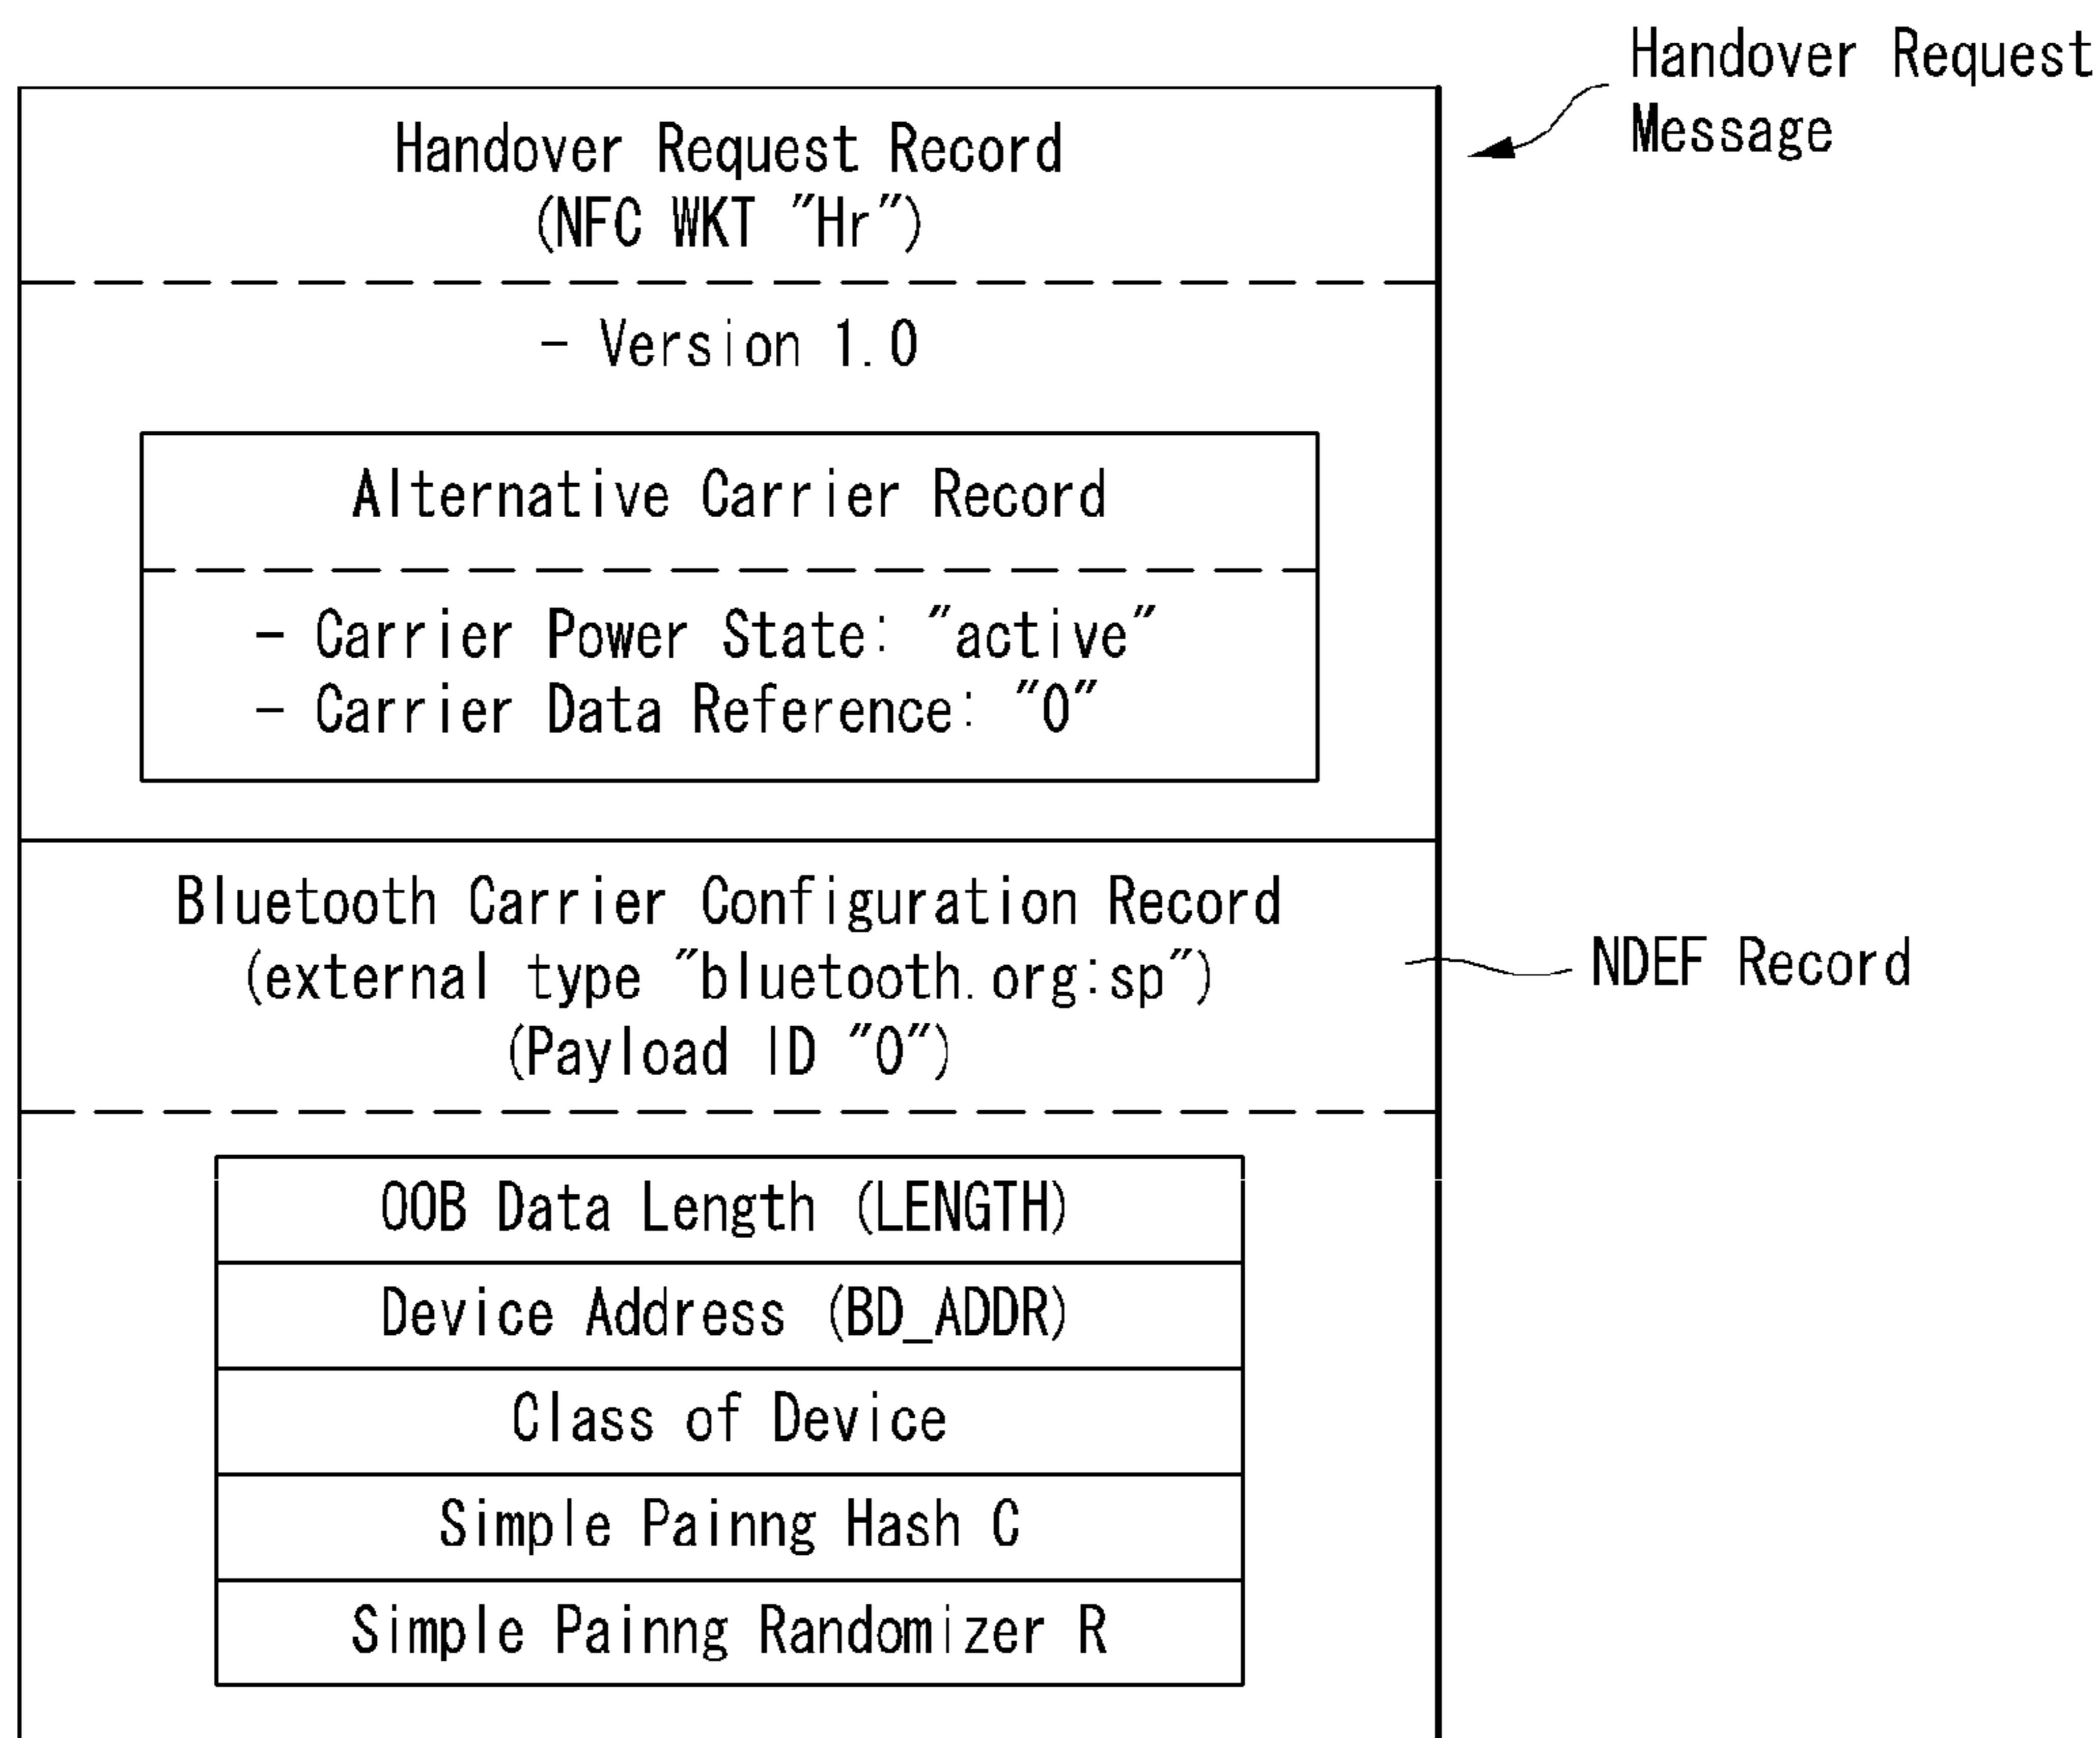 Handover Request
Message
Handover Request Record
(NFC WKT "Hr")
- Version 1.0
Alternative Carrier Record
- Carrier Power State: "active"
- Carrier Data Reference: "0"
Bluetooth Carrier Configuration Record
(external type "bluetooth.org:sp")
(Payload ID "0")
NDEF Record
OOB Data Length (LENGTH)
Device Address (BD_ADDR)
Class of Device
Simple Painng Hash C
Simple Painng Randomizer R